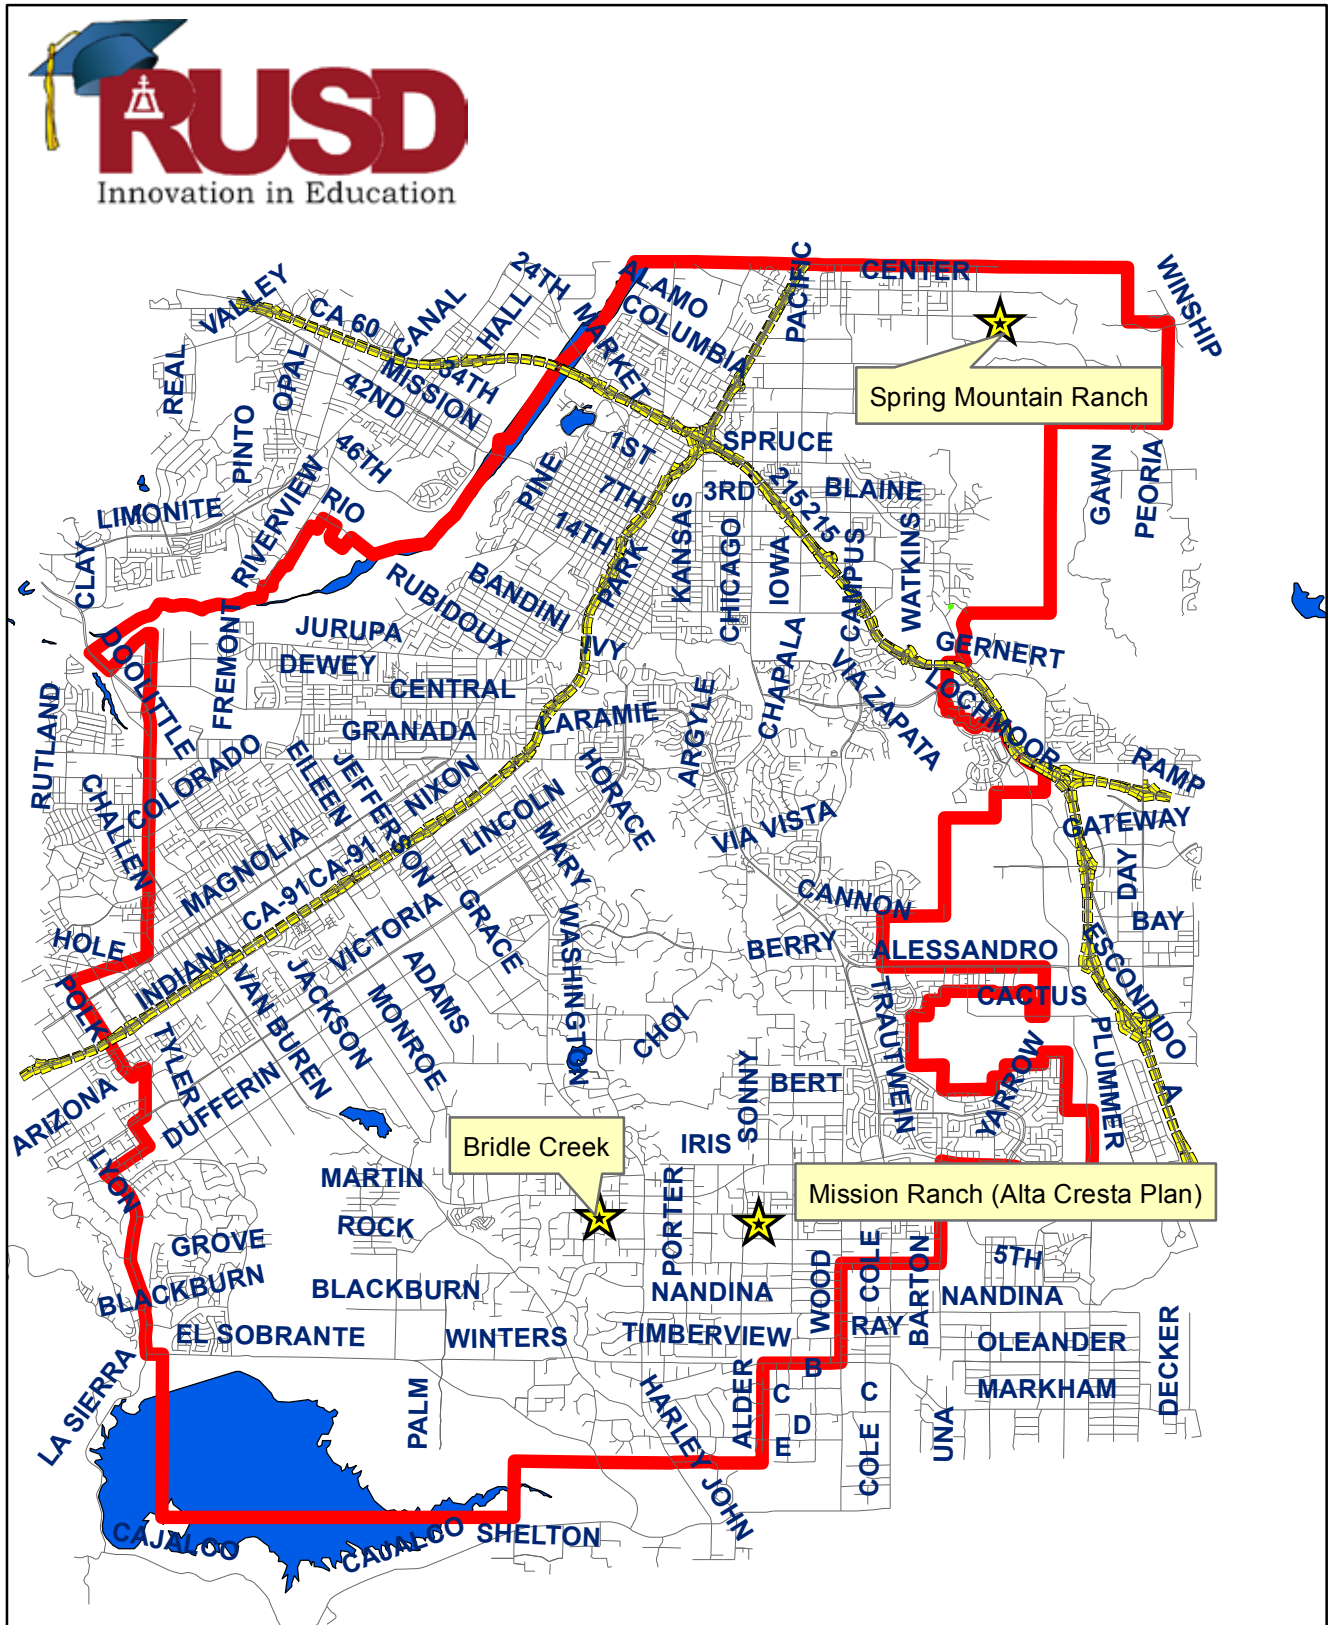 RUSD
Innovation in Education
24TH
ALAMO
PACIFIC
CENTER
WINSHIP
VALLEY
CA 60
CANAL
HALL
MARKET
COLUMBIA
REAL
OPAL
34TH
MISSION
42ND
Spring Mountain Ranch
PINTO
46TH
1ST
SPRUCE
GAWN
PEORIA
LIMONITE
RIVERVIEW
RIO
PINE
7TH
3RD
215
215
BLAINE
14TH
CLAY
KANSAS
CHICAGO
IOWA
CAMPUS
WATKINS
PARK
RUBIDOUX
BANDINI
JURUPA
IVY
GERNERT
DOOLITTLE
FREMONT
DEWEY
CENTRAL
CHAPALA
VIA ZAPATA
LOCHMOOR
RUTLAND
GRANADA
LARAMIE
ARGYLE
RAMP
COLORADO
EILEEN
JEFFERSON
NIXON
HORACE
CHALLEN
LINCOLN
VIA VISTA
GATEWAY
MAGNOLIA
CA-91
CA-91
MARY
DAY
CANNON
BAY
HOLE
INDIANA
VICTORIA
GRACE
WASHINGTON
BERRY
ALESSANDRO
ESCONDIDO
POLK
VAN BUREN
JACKSON
MONROE
ADAMS
CHOI
TRAUTWEIN
CACTUS
PLUMMER
TYLER
YARROW
ARIZONA
DUFFERIN
SONNY
BERT
A
Bridle Creek
IRIS
LYON
MARTIN
PORTER
Mission Ranch (Alta Cresta Plan)
ROCK
GROVE
WOOD
COLE
BARTON
5TH
BLACKBURN
BLACKBURN
NANDINA
NANDINA
EL SOBRANTE
WINTERS
TIMBERVIEW
RAY
OLEANDER
DECKER
LA SIERRA
PALM
HARLEY JOHN
ALDER
B
C
C
MARKHAM
D
UNA
E
COLE
CAJALCO
CAJALCO
SHELTON